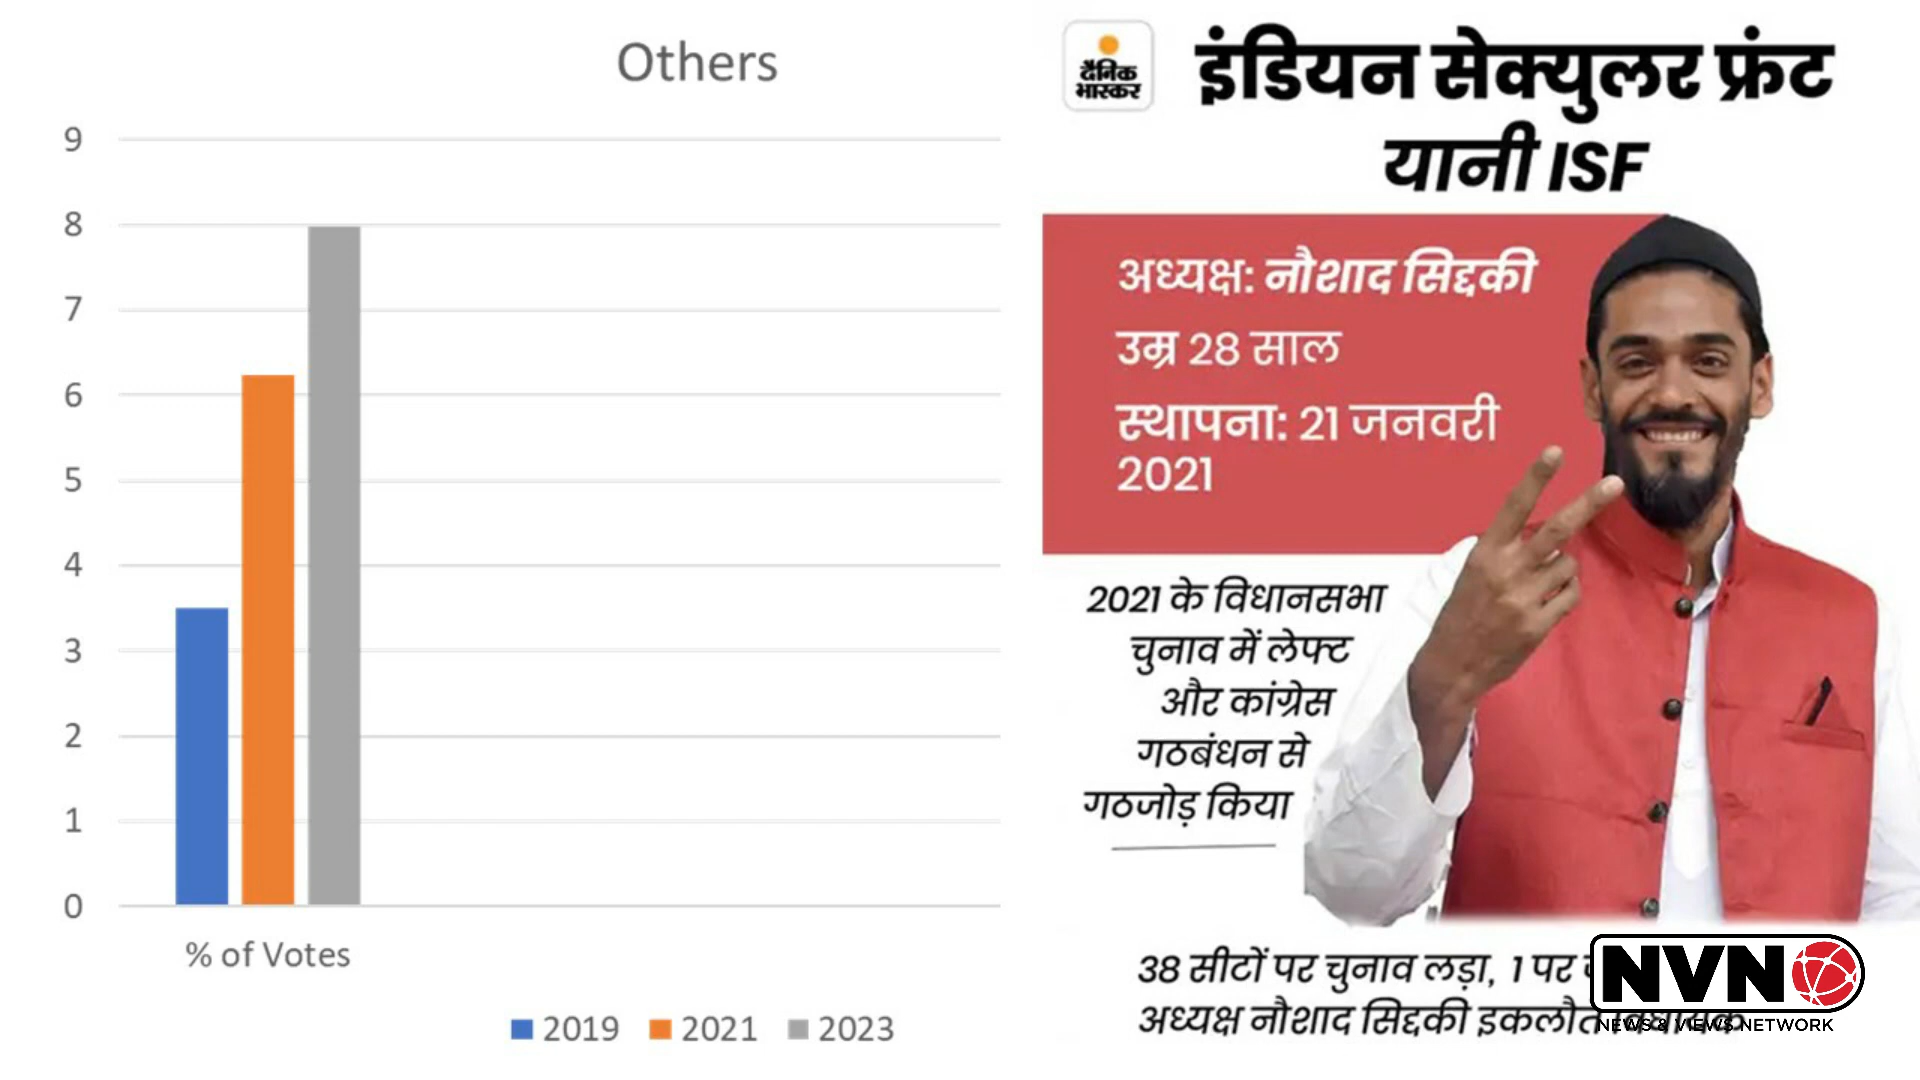 Others
9
8
7
6
5
4
3
2
1
0
% of Votes
2019 2021 2023
दैनिक
भास्कर
इंडियन सेक्युलर फ्रंट
यानी ISF
अध्यक्ष: नौशाद सिद्दकी
उम्र 28 साल
स्थापना: 21 जनवरी
2021
2021 के विधानसभा
चुनाव में लेफ्ट
और कांग्रेस
गठबंधन से
गठजोड़ किया
38 सीटों पर चुनाव लड़ा, 1 पर
अध्यक्ष नौशाद सिद्दकी इकलौते विधायक
NVN
NEWS & VIEWS NETWORK